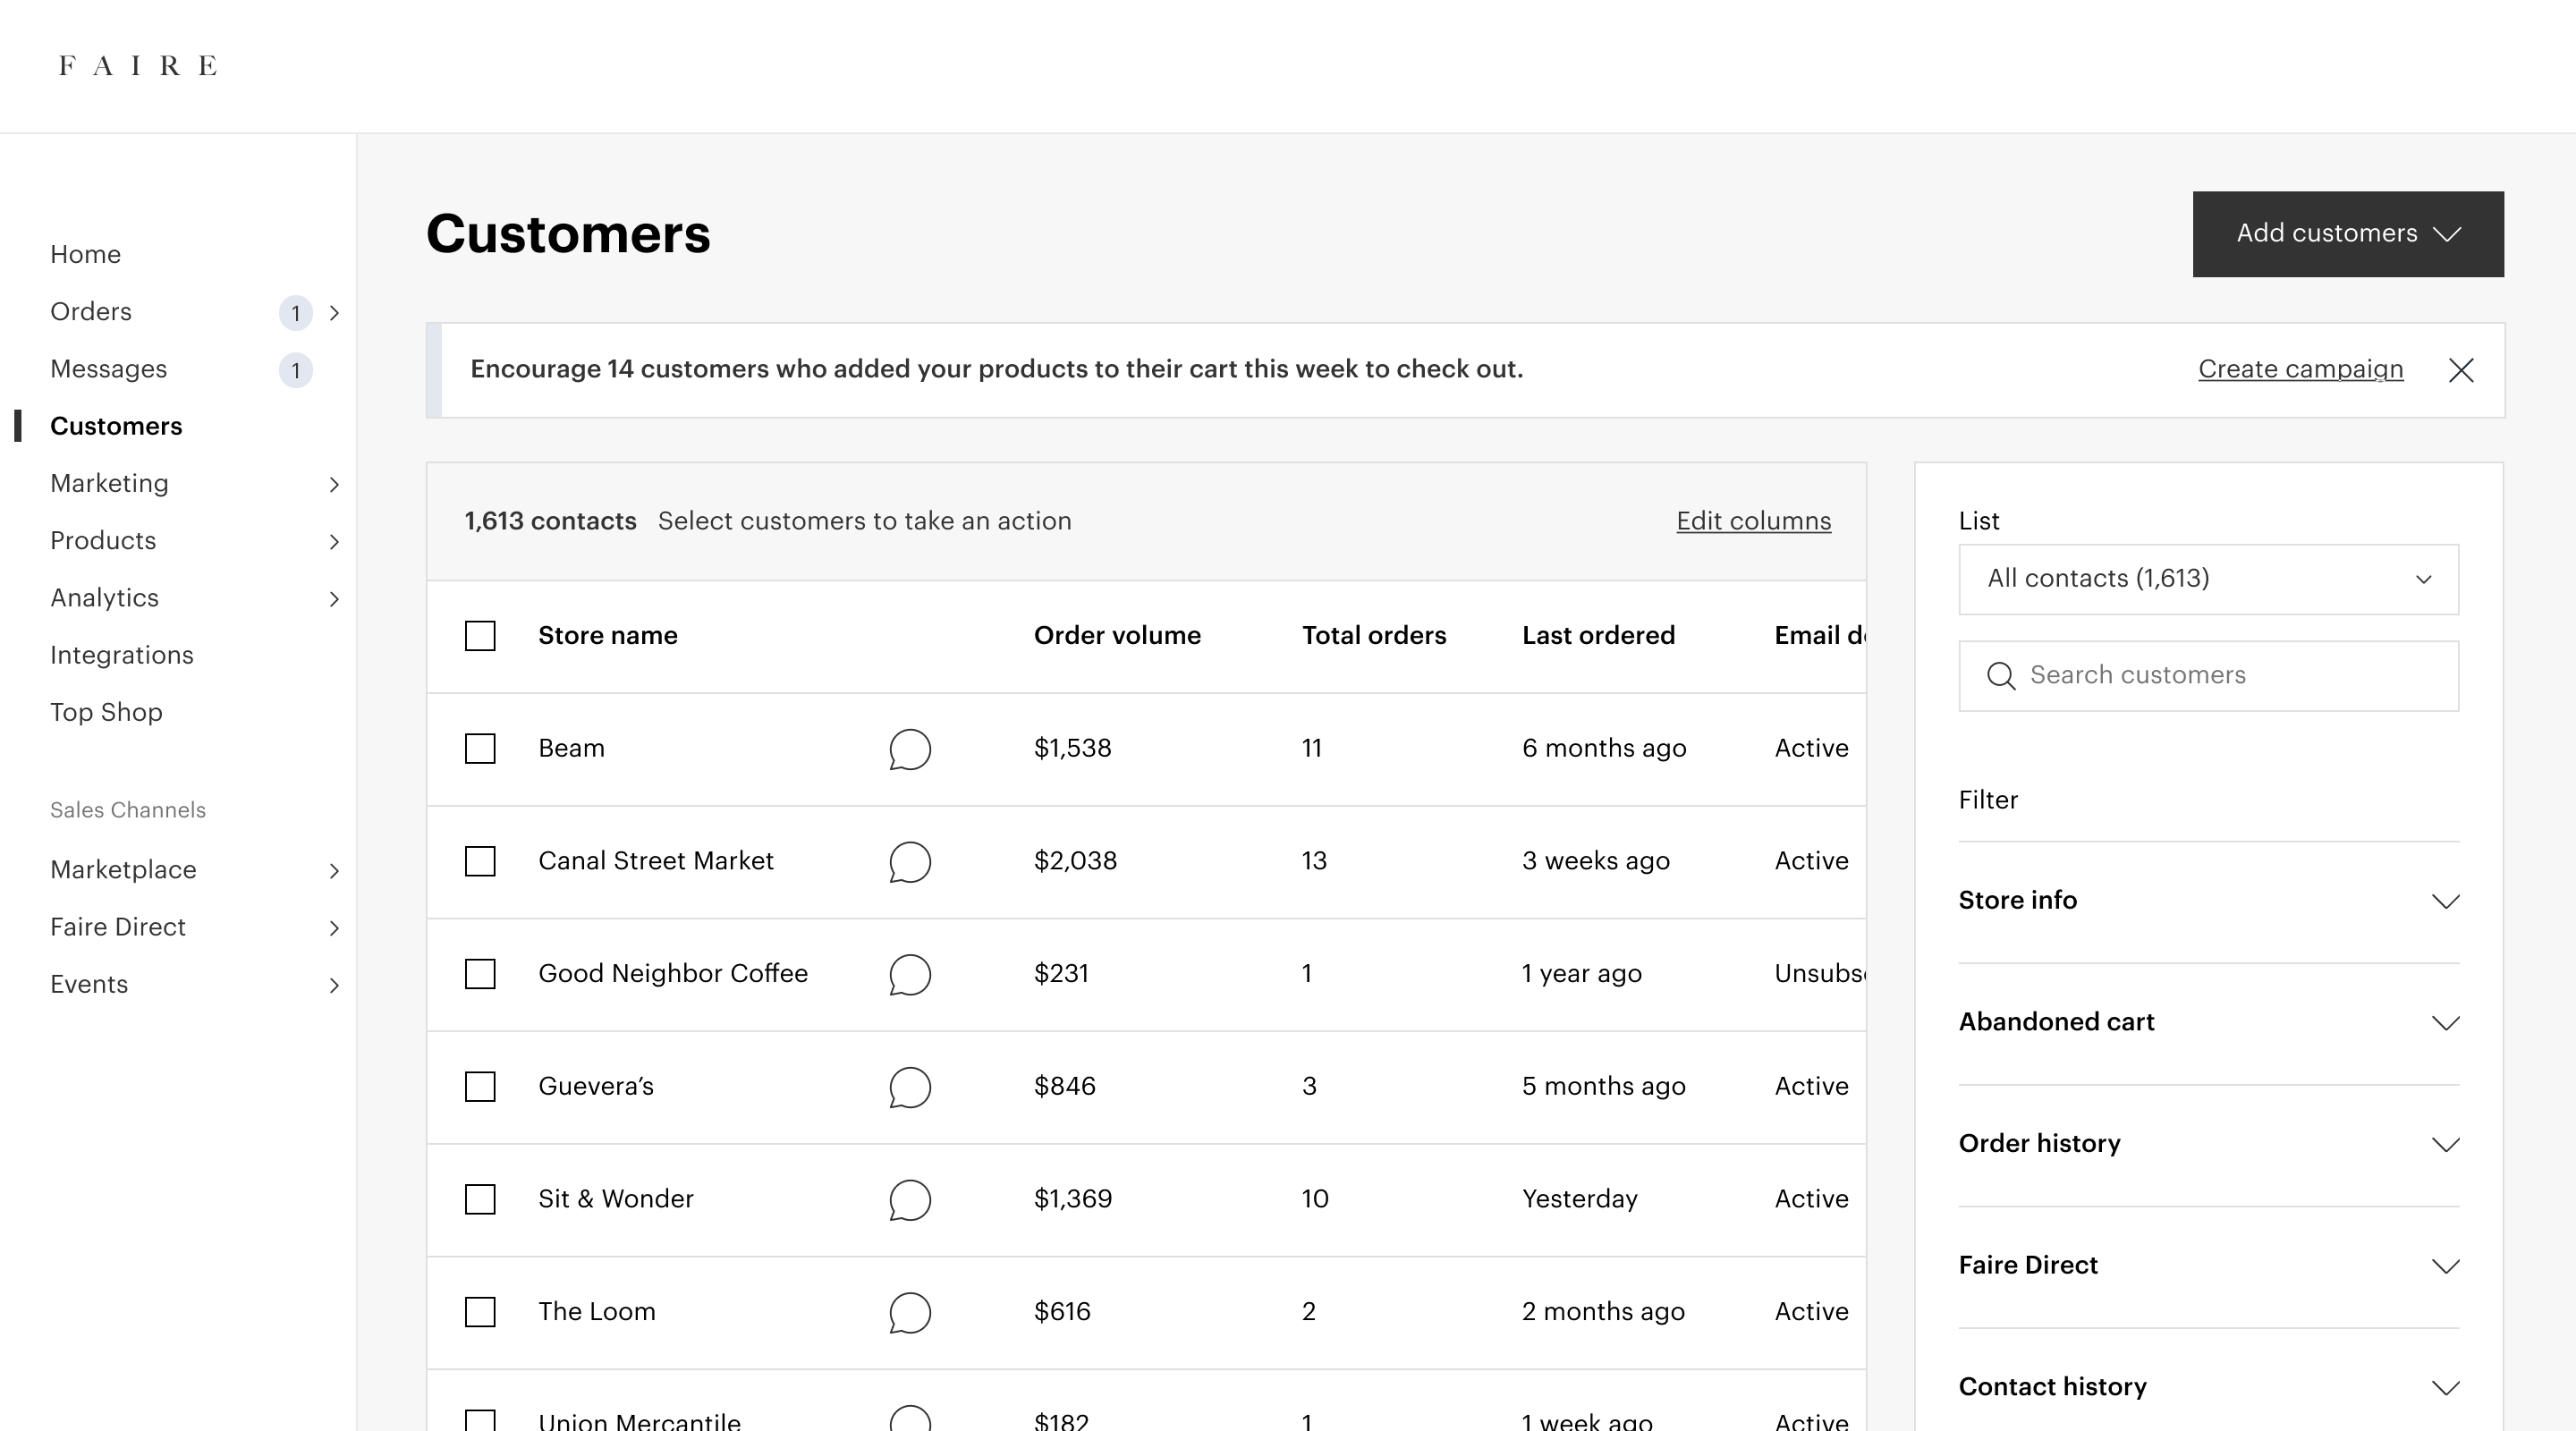 FAIRE
Home
Orders 1
Messages 1
Customers
Marketing
Products
Analytics
Integrations
Top Shop
Sales Channels
Marketplace
Faire Direct
Events
Customers
Add customers
Encourage 14 customers who added your products to their cart this week to check out. Create campaign
1,613 contacts Select customers to take an action Edit columns
Store name Order volume Total orders Last ordered Email
Beam $1,538 11 6 months ago Active
Canal Street Market $2,038 13 3 weeks ago Active
Good Neighbor Coffee $231 1 1 year ago
Guevera’s $846 3 5 months ago Active
Sit & Wonder $1,369 10 Yesterday Active
The Loom $616 2 2 months ago Active
Union Mercantile $182 1 1 week ago Active
List
All contacts (1,613)
Search customers
Filter
Store info
Abandoned cart
Order history
Faire Direct
Contact history